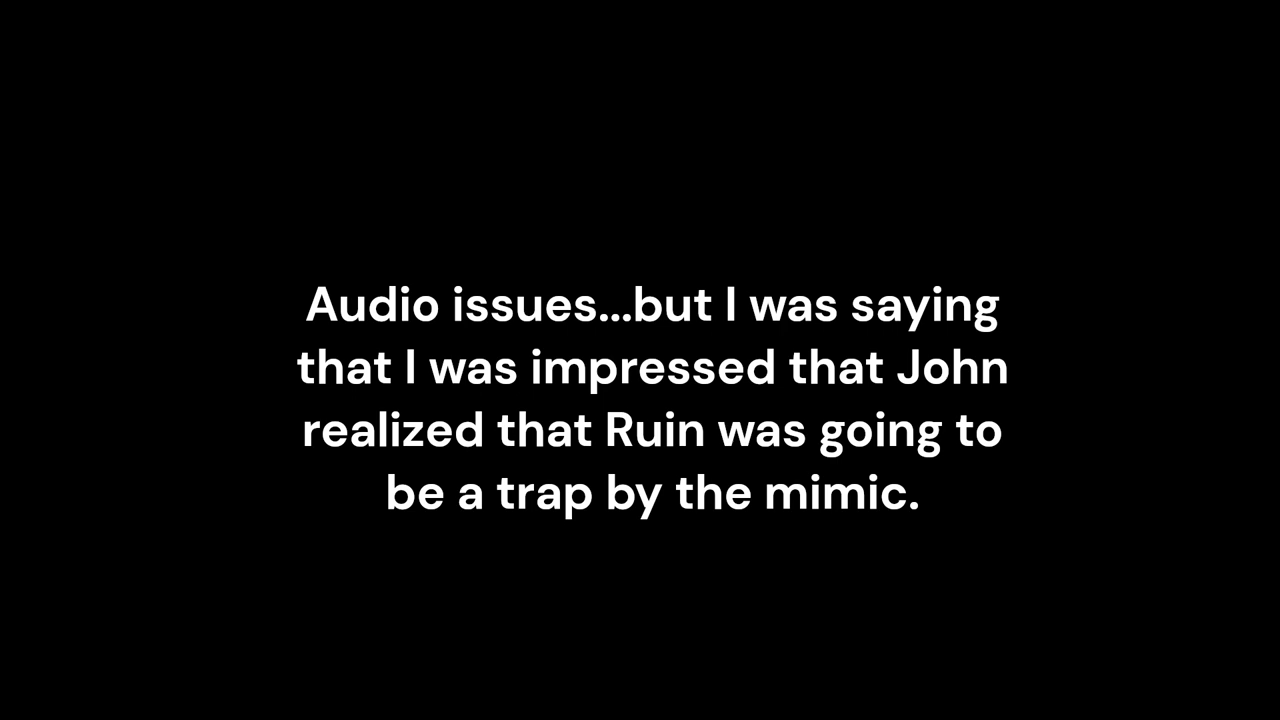 Audio issues...but I was saying
that I was impressed that John
realized that Ruin was going to
be a trap by the mimic.